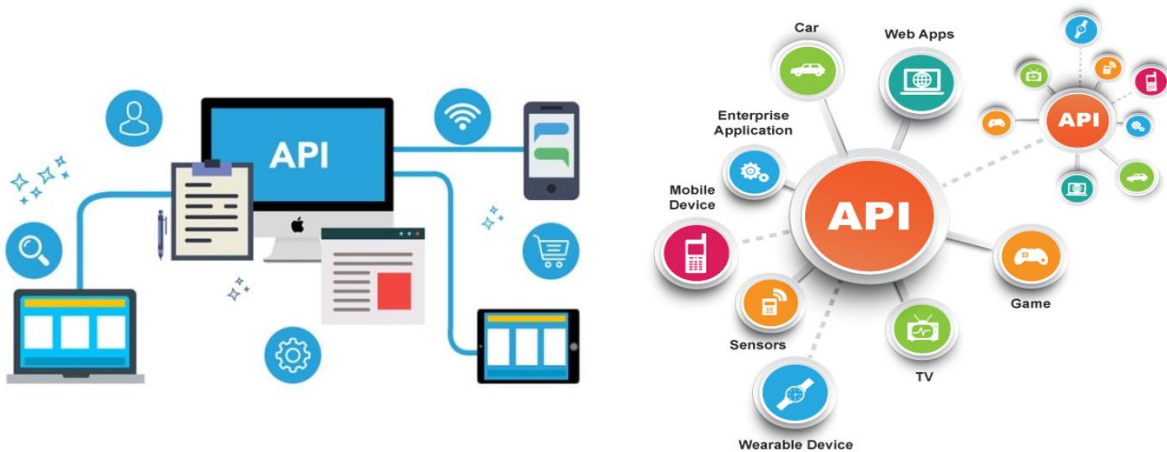 API
Car
Web Apps
Enterprise
Application
Mobile
Device
API
API
Game
Sensors
TV
Wearable Device